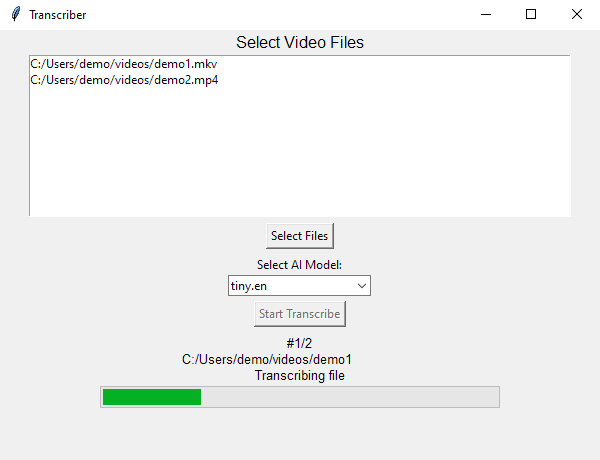 Transcriber
Select Video Files
C:/Users/demo/videos/demo1.mkv
C:/Users/demo/videos/demo2.mp4
Select Files
Select AI Model:
tiny.en
Start Transcribe
#1/2
C:/Users/demo/videos/demo1
Transcribing file